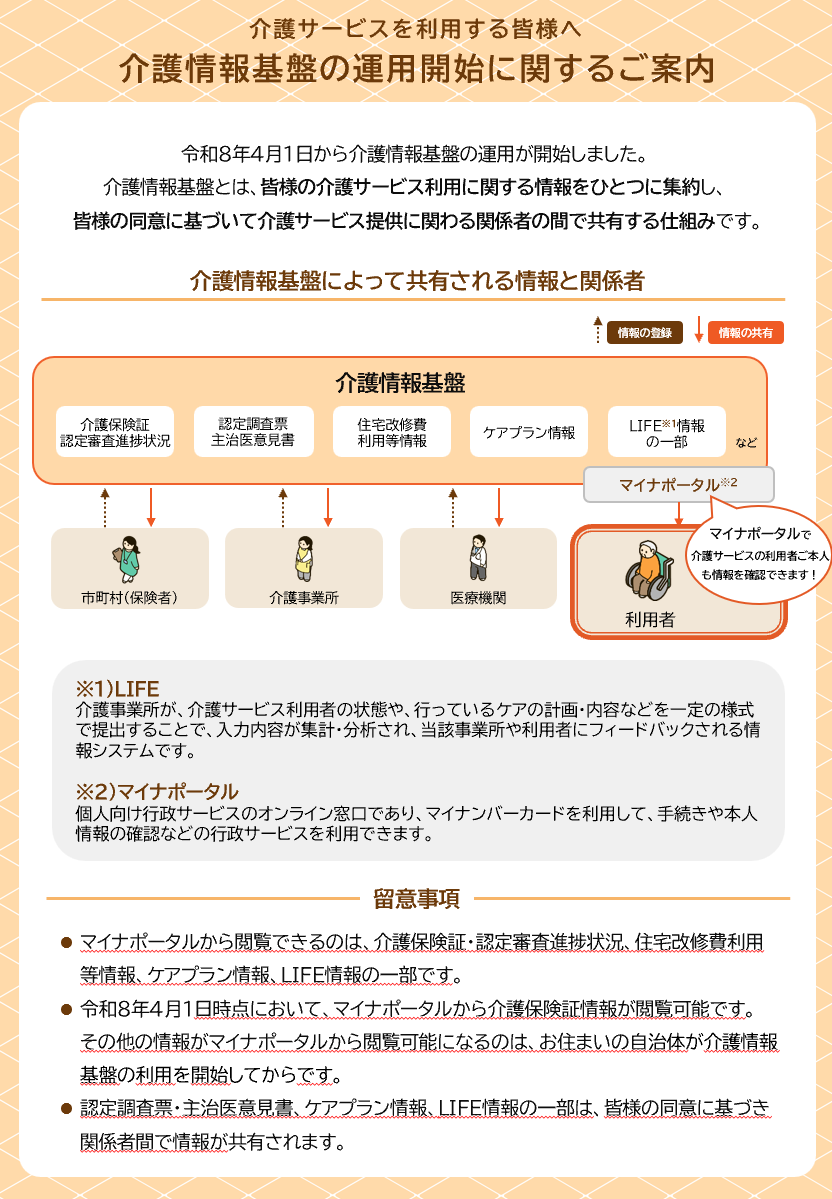 介護サービスを利用する皆様へ
介護情報基盤の運用開始に関するご案内
令和8年4月1日から介護情報基盤の運用が開始しました。
介護情報基盤とは、皆様の介護サービス利用に関する情報をひとつに集約し、
皆様の同意に基づいて介護サービス提供に関わる関係者の間で共有する仕組みです。
介護情報基盤によって共有される情報と関係者
情報の登録
情報の共有
介護情報基盤
介護保険証
認定審査進捗状況
認定調査票
主治医意見書
住宅改修費
利用等情報
ケアプラン情報
LIFE※1情報
の一部
など
マイナポータル※2
マイナポータルで
介護サービスの利用者ご本人
も情報を確認できます！
市町村（保険者）
介護事業所
医療機関
利用者
※1）LIFE
介護事業所が、介護サービス利用者の状態や、行っているケアの計画・内容などを一定の様式
で提出することで、入力内容が集計・分析され、当該事業所や利用者にフィードバックされる情
報システムです。
※2）マイナポータル
個人向け行政サービスのオンライン窓口であり、マイナンバーカードを利用して、手続きや本人
情報の確認などの行政サービスを利用できます。
留意事項
● マイナポータルから閲覧できるのは、介護保険証・認定審査進捗状況、住宅改修費利用
等情報、ケアプラン情報、LIFE情報の一部です。
● 令和8年4月1日時点において、マイナポータルから介護保険証情報が閲覧可能です。
その他の情報がマイナポータルから閲覧可能になるのは、お住まいの自治体が介護情報
基盤の利用を開始してからです。
● 認定調査票・主治医意見書、ケアプラン情報、LIFE情報の一部は、皆様の同意に基づき
関係者間で情報が共有されます。